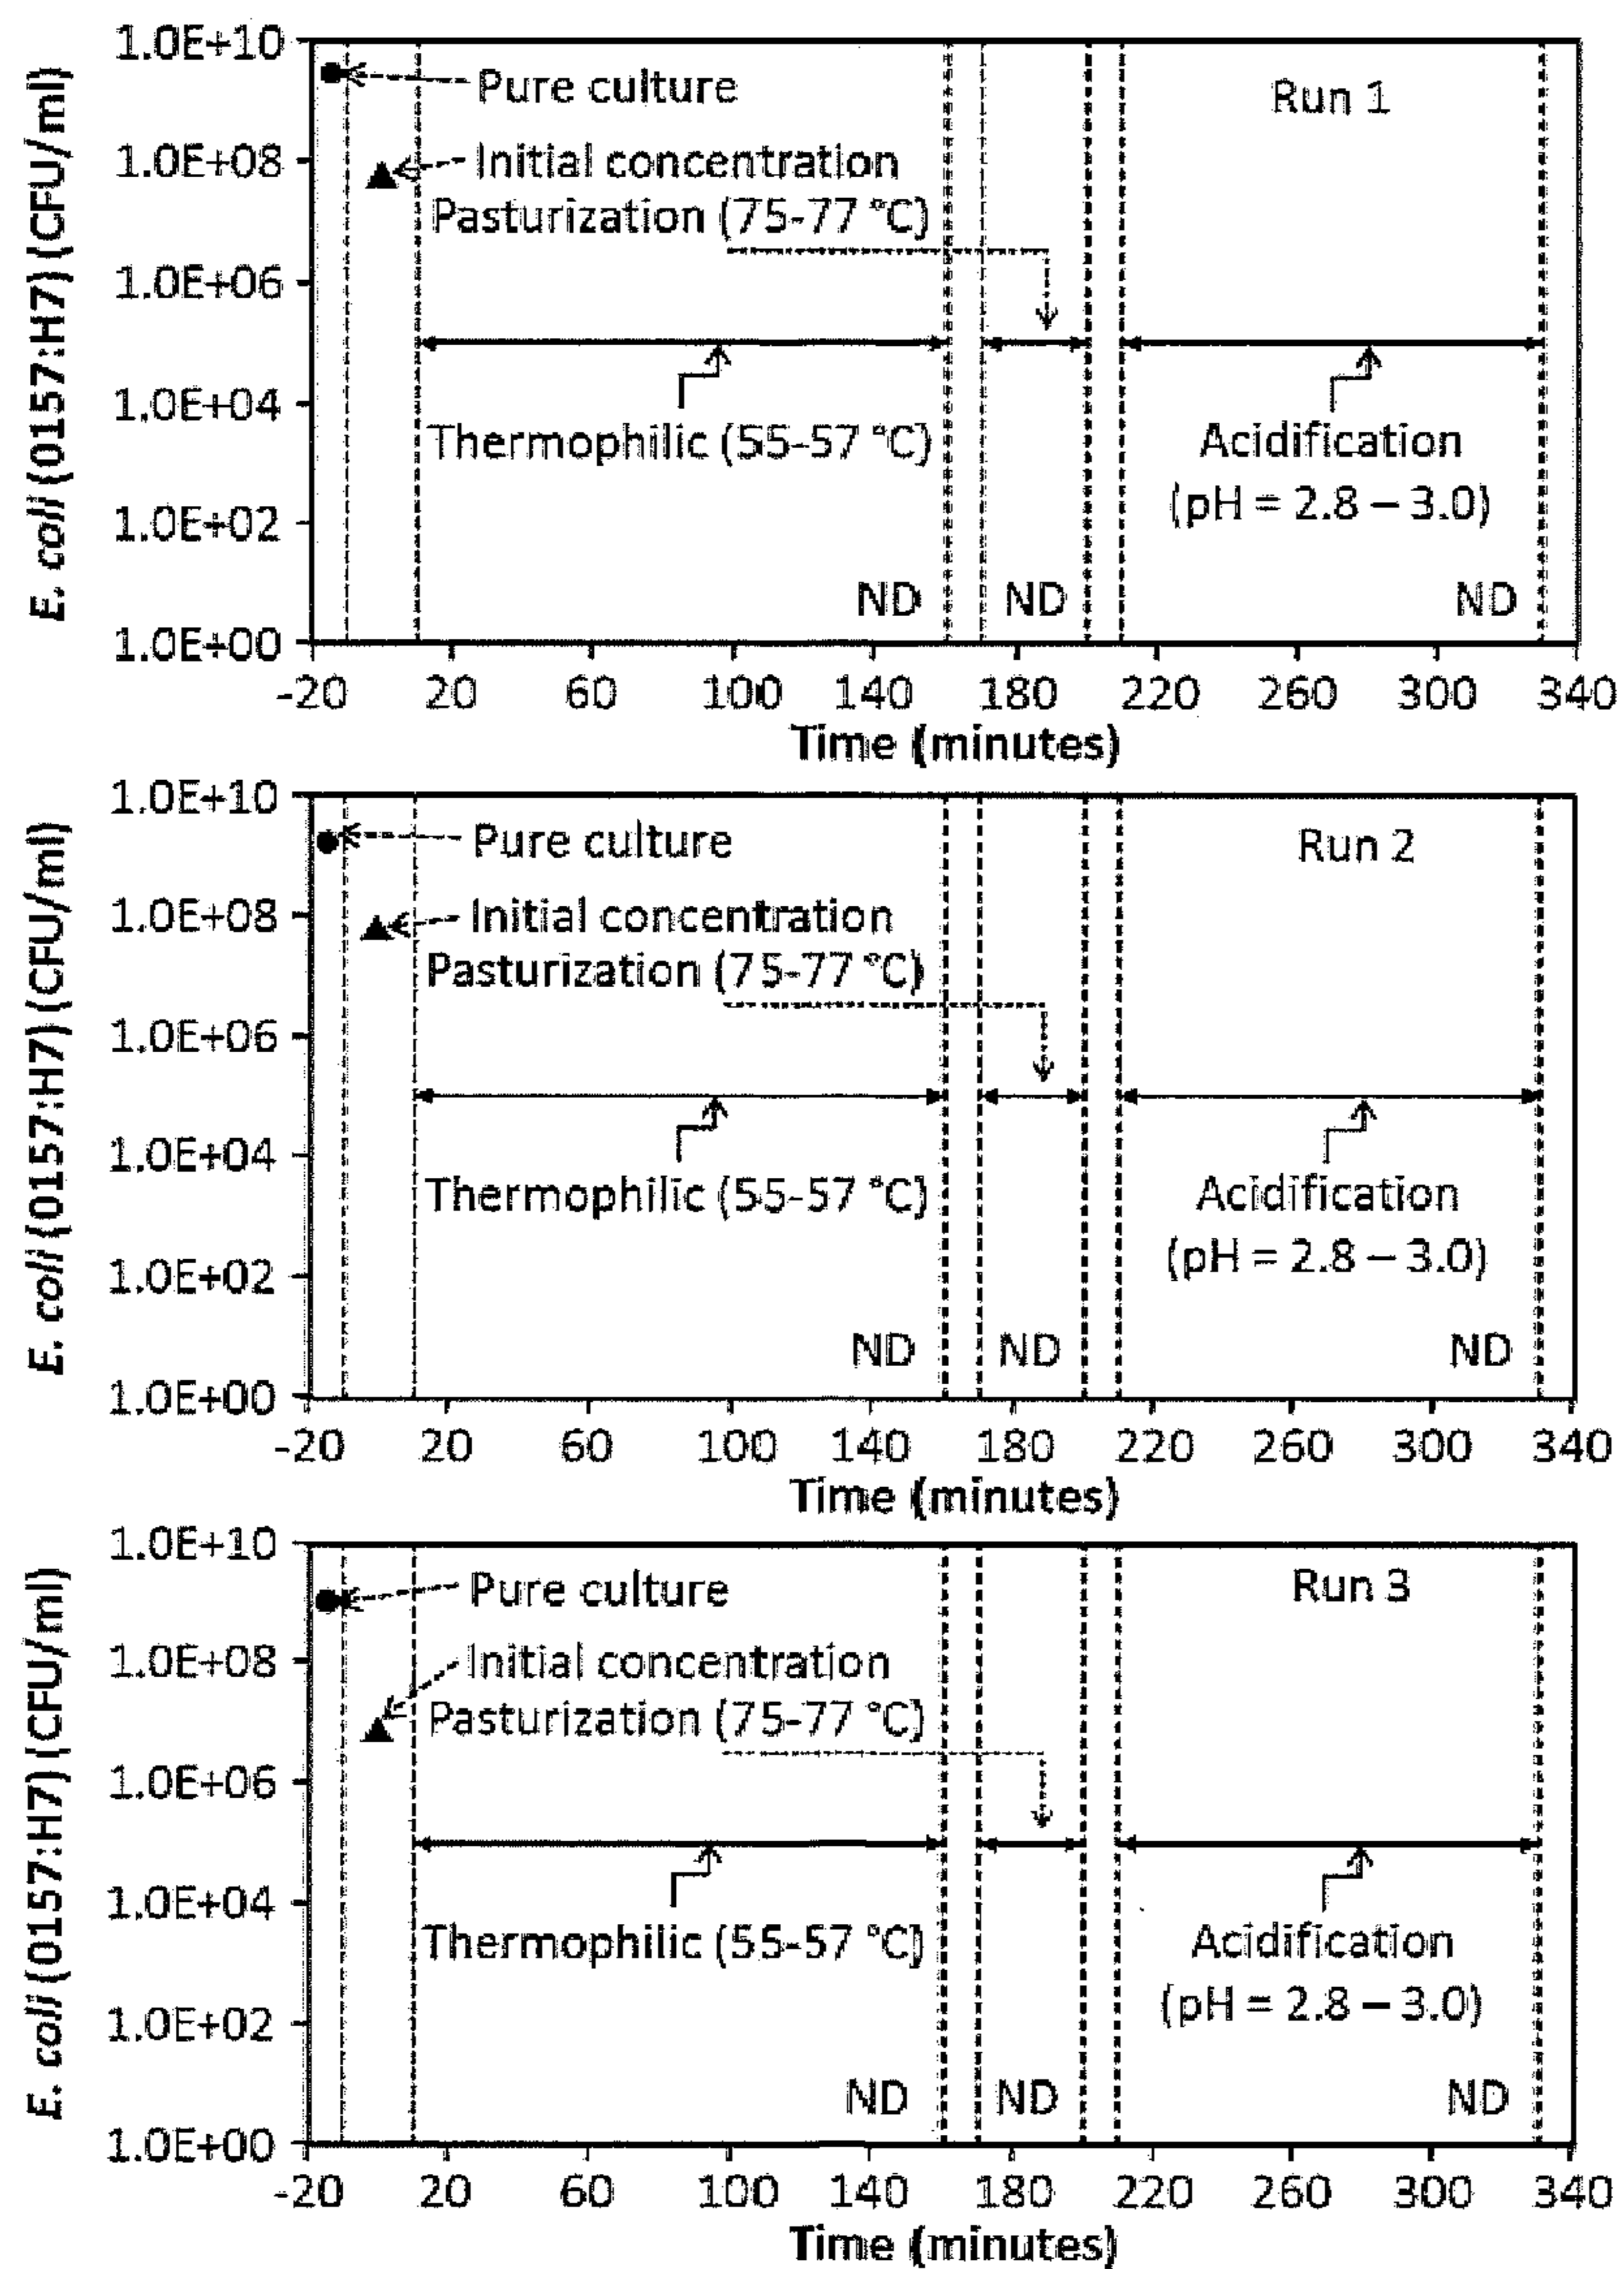 1.0E+10
Pure culture
Run 1
1.0E+08
Initial concentration
Pasturization (75-77 °C)
1.0E+06
1.0E+04
Thermophilic (55-57 °C)
Acidification
(pH = 2.8 – 3.0)
1.0E+02
ND
ND
ND
1.0E+00
E. coli (0157:H7) (CFU/ml)
-20 20 60 100 140 180 220 260 300 340
Time (minutes)
1.0E+10
Pure culture
Run 2
1.0E+08
Initial concentration
Pasturization (75-77 °C)
1.0E+06
1.0E+04
Thermophilic (55-57 °C)
Acidification
(pH = 2.8 – 3.0)
1.0E+02
ND
ND
ND
1.0E+00
E. coli (0157:H7) (CFU/ml)
-20 20 60 100 140 180 220 260 300 340
Time (minutes)
1.0E+10
Pure culture
Run 3
1.0E+08
Initial concentration
Pasturization (75-77 °C)
1.0E+06
1.0E+04
Thermophilic (55-57 °C)
Acidification
(pH = 2.8 – 3.0)
1.0E+02
ND
ND
ND
1.0E+00
E. coli (0157:H7) (CFU/ml)
-20 20 60 100 140 180 220 260 300 340
Time (minutes)